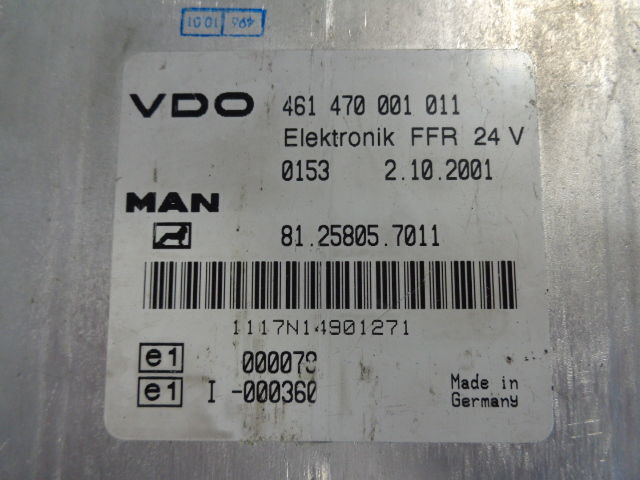 VDO 461 470 001 011
Elektronik FFR 24 V
0153 2.10.2001
MAN
81.25805.7011
1117N14901271
e1 000079
e1 I -000360
Made in
Germany